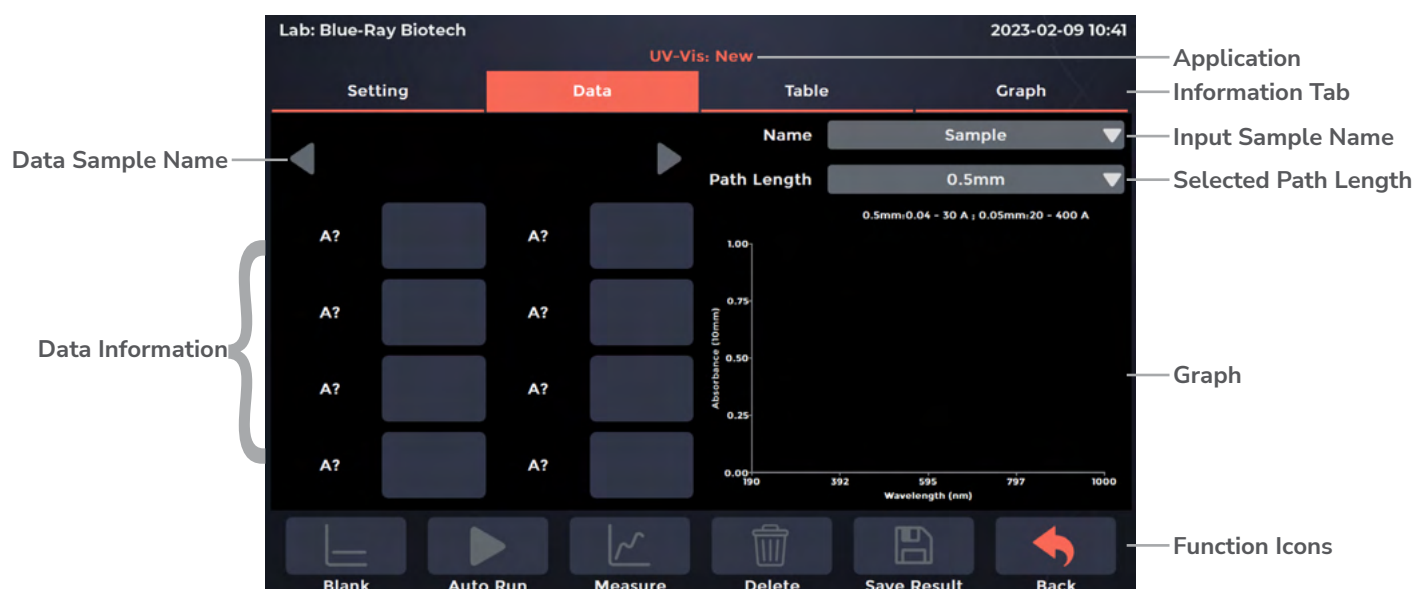 Lab: Blue-Ray Biotech 2023-02-09 10:41
UV-Vis: New
Application
Setting Data Table Graph
Information Tab
Name Sample
Input Sample Name
Data Sample Name
Path Length 0.5mm
Selected Path Length
0.5mm:0.04 - 30 A ; 0.05mm:20 - 400 A
A? A?
A? A?
A? A?
A? A?
Data Information
Absorbance (10mm)
1.00
0.75
0.50
0.25
0.00
190 392 595 797 1000
Wavelength (nm)
Graph
Function Icons
Blank Auto Run Measure Delete Save Result Back